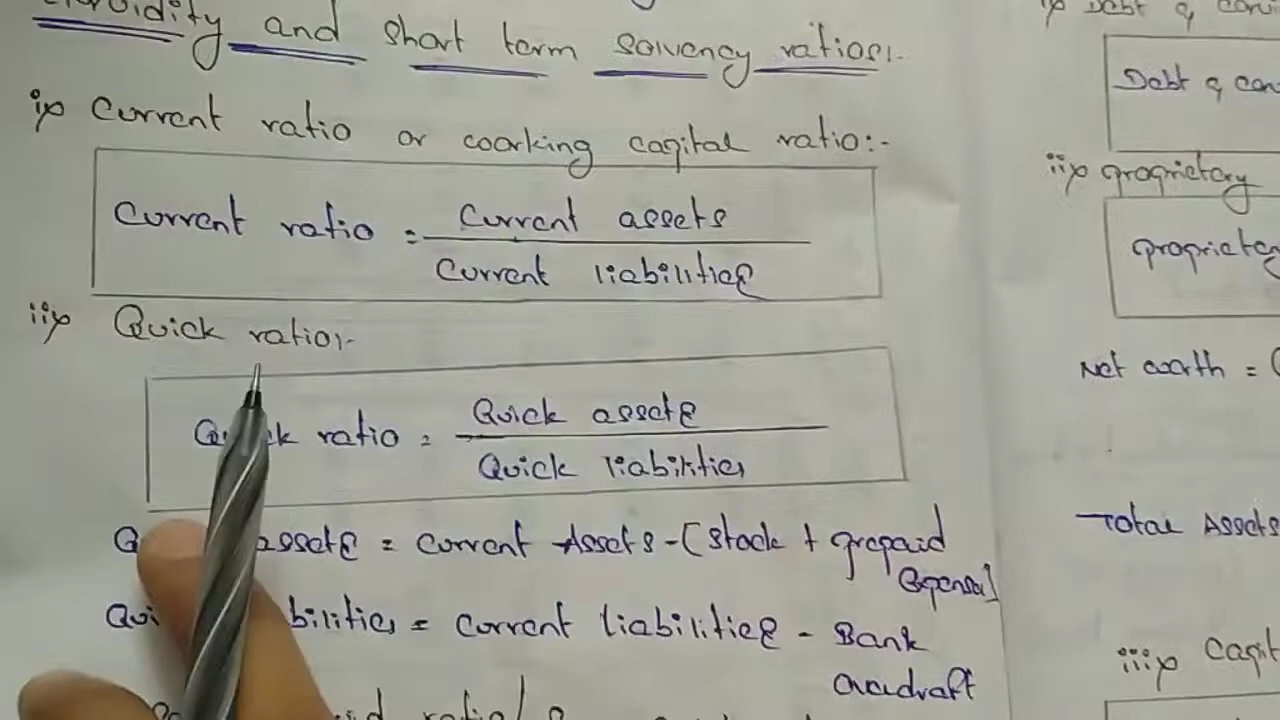 and short term solvency ratios:-
i) Current ratio or working capital ratio:-
Current ratio = Current assets
Current liabilities
ii) Quick ratio:-
Quick ratio = Quick assets
Quick liabilities
assets = current Assets - [stock + prepaid
Expenses]
= current liabilities - Bank
Overdraft
Debt &
Debt &
ii) proprietary
Net worth =
Total Assets
iii)